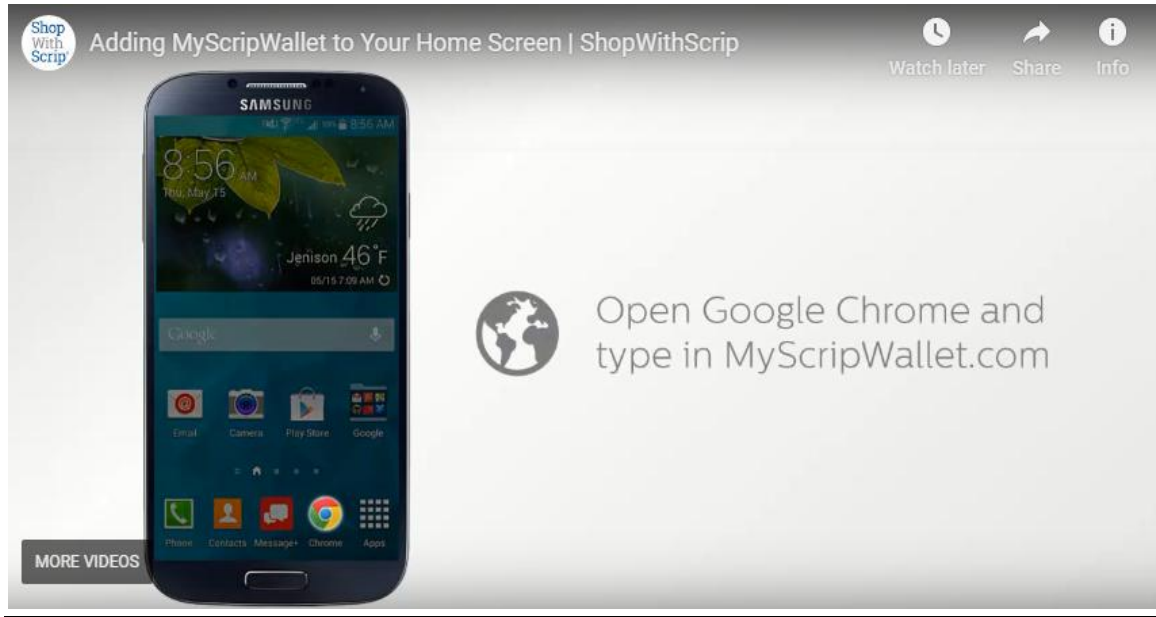 Shop
With
Scrip
Adding MyScripWallet to Your Home Screen | ShopWithScrip
Watch later
Share
Info
SAMSUNG
8:56 AM
8:56 AM
Thu, May 15
Jenison 46°F
05/15 7:09 AM
Google
Open Google Chrome and
type in MyScripWallet.com
Email
Camera
Play Store
Google
Phone
Contacts
Message+
Chrome
Apps
MORE VIDEOS